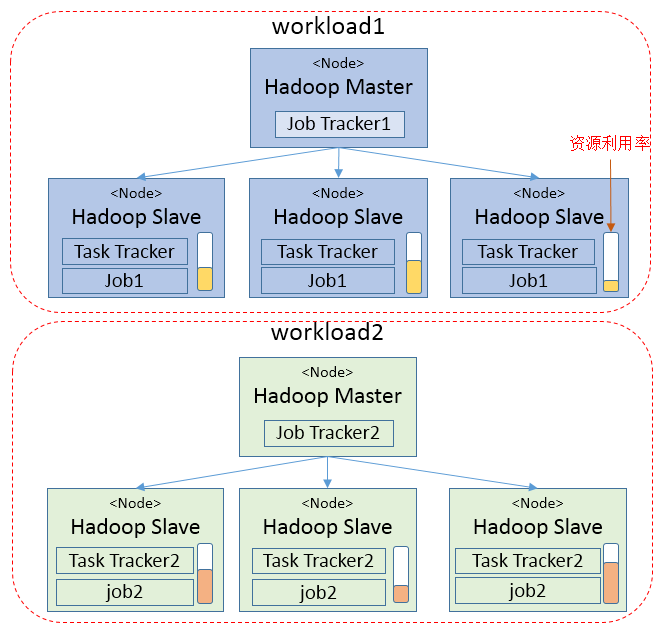 workload1
<Node>
Hadoop Master
Job Tracker1
资源利用率
<Node>
Hadoop Slave
Task Tracker
Job1
<Node>
Hadoop Slave
Task Tracker
Job1
<Node>
Hadoop Slave
Task Tracker
Job1
workload2
<Node>
Hadoop Master
Job Tracker2
<Node>
Hadoop Slave
Task Tracker2
job2
<Node>
Hadoop Slave
Task Tracker2
job2
<Node>
Hadoop Slave
Task Tracker2
job2